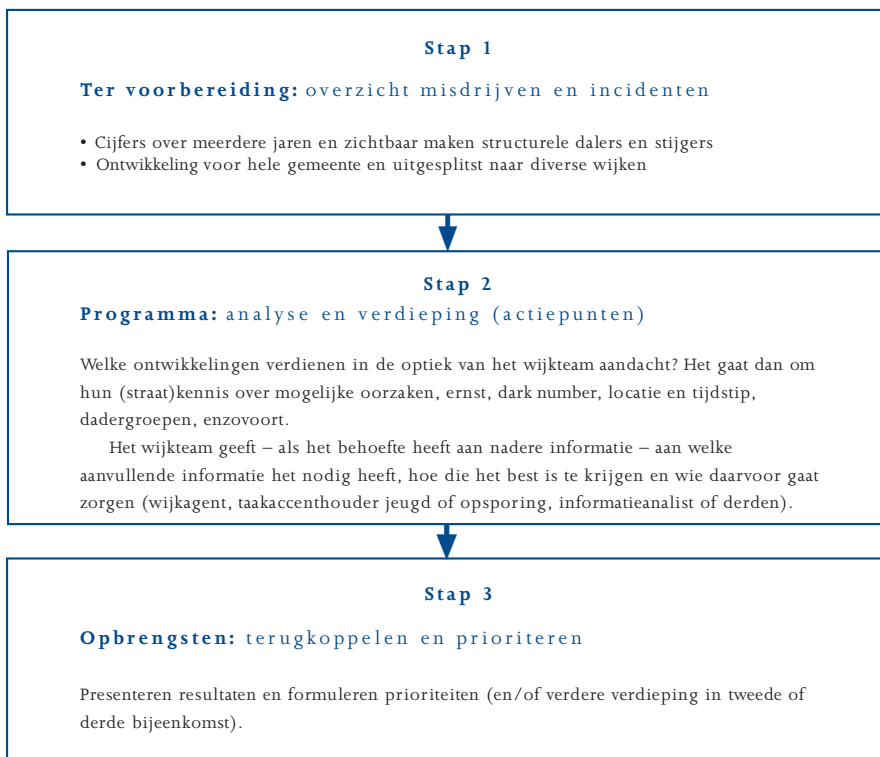 Stap 1
Ter voorbereiding: overzicht misdrijven en incidenten
• Cijfers over meerdere jaren en zichtbaar maken structurele dalers en stijgers
• Ontwikkeling voor hele gemeente en uitgesplitst naar diverse wijken
Stap 2
Programma: analyse en verdieping (actiepunten)
Welke ontwikkelingen verdienen in de optiek van het wijkteam aandacht? Het gaat dan om
hun (straat)kennis over mogelijke oorzaken, ernst, dark number, locatie en tijdstip,
dadergroepen, enzovoort.
Het wijkteam geeft – als het behoefte heeft aan nadere informatie – aan welke
aanvullende informatie het nodig heeft, hoe die het best is te krijgen en wie daarvoor gaat
zorgen (wijkagent, taakaccenthouder jeugd of opsporing, informatieanalist of derden).
Stap 3
Opbrengsten: terugkoppelen en prioriteren
Presenteren resultaten en formuleren prioriteiten (en/of verdere verdieping in tweede of
derde bijeenkomst).